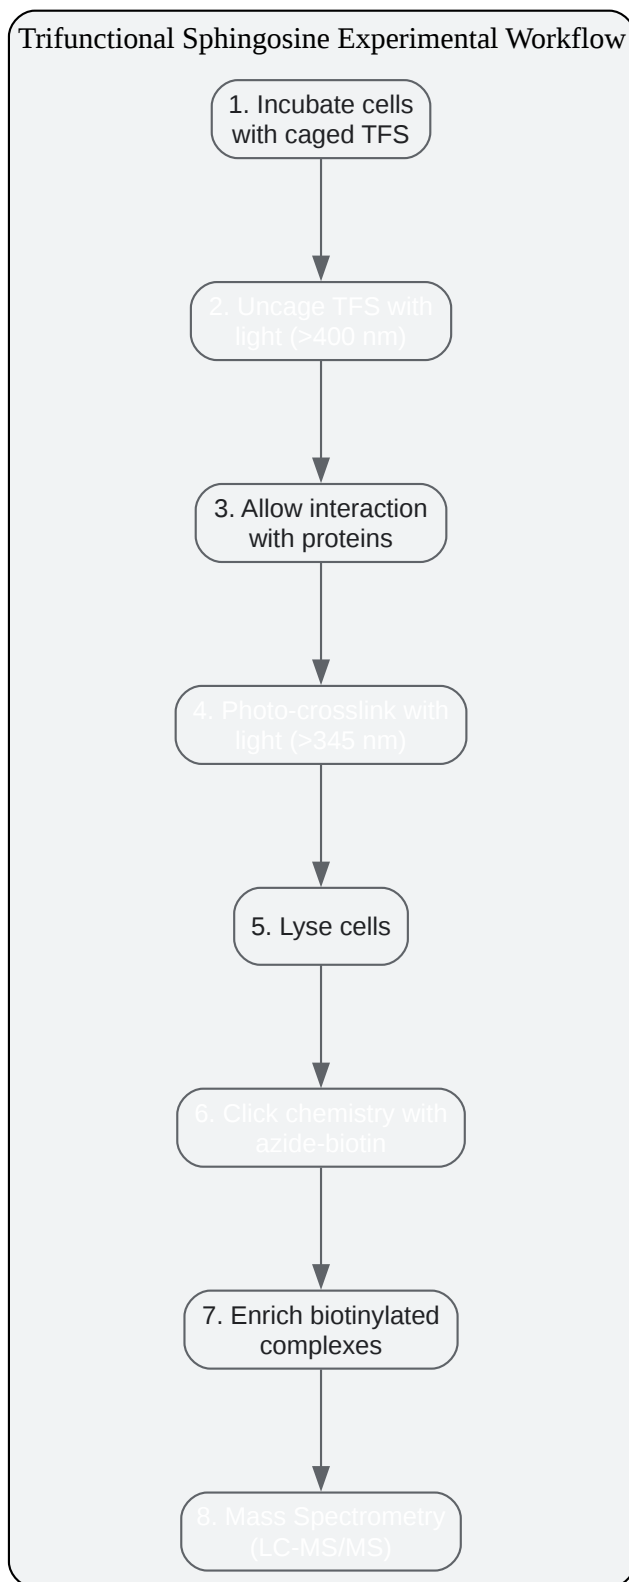 Trifunctional Sphingosine Experimental Workflow
1. Incubate cells
with caged TFS
2. Uncage TFS with
light (>400 nm)
3. Allow interaction
with proteins
4. Photo-crosslink with
light (>345 nm)
5. Lyse cells
6. Click chemistry with
azide-biotin
7. Enrich biotinylated
complexes
8. Mass Spectrometry
(LC-MS/MS)